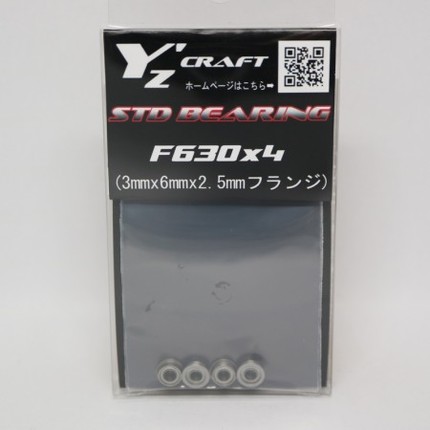 Y'z CRAFT
ホームページはこちら➡
STD BEARING
F630x4
(3mmx6mmx2.5mmフランジ)